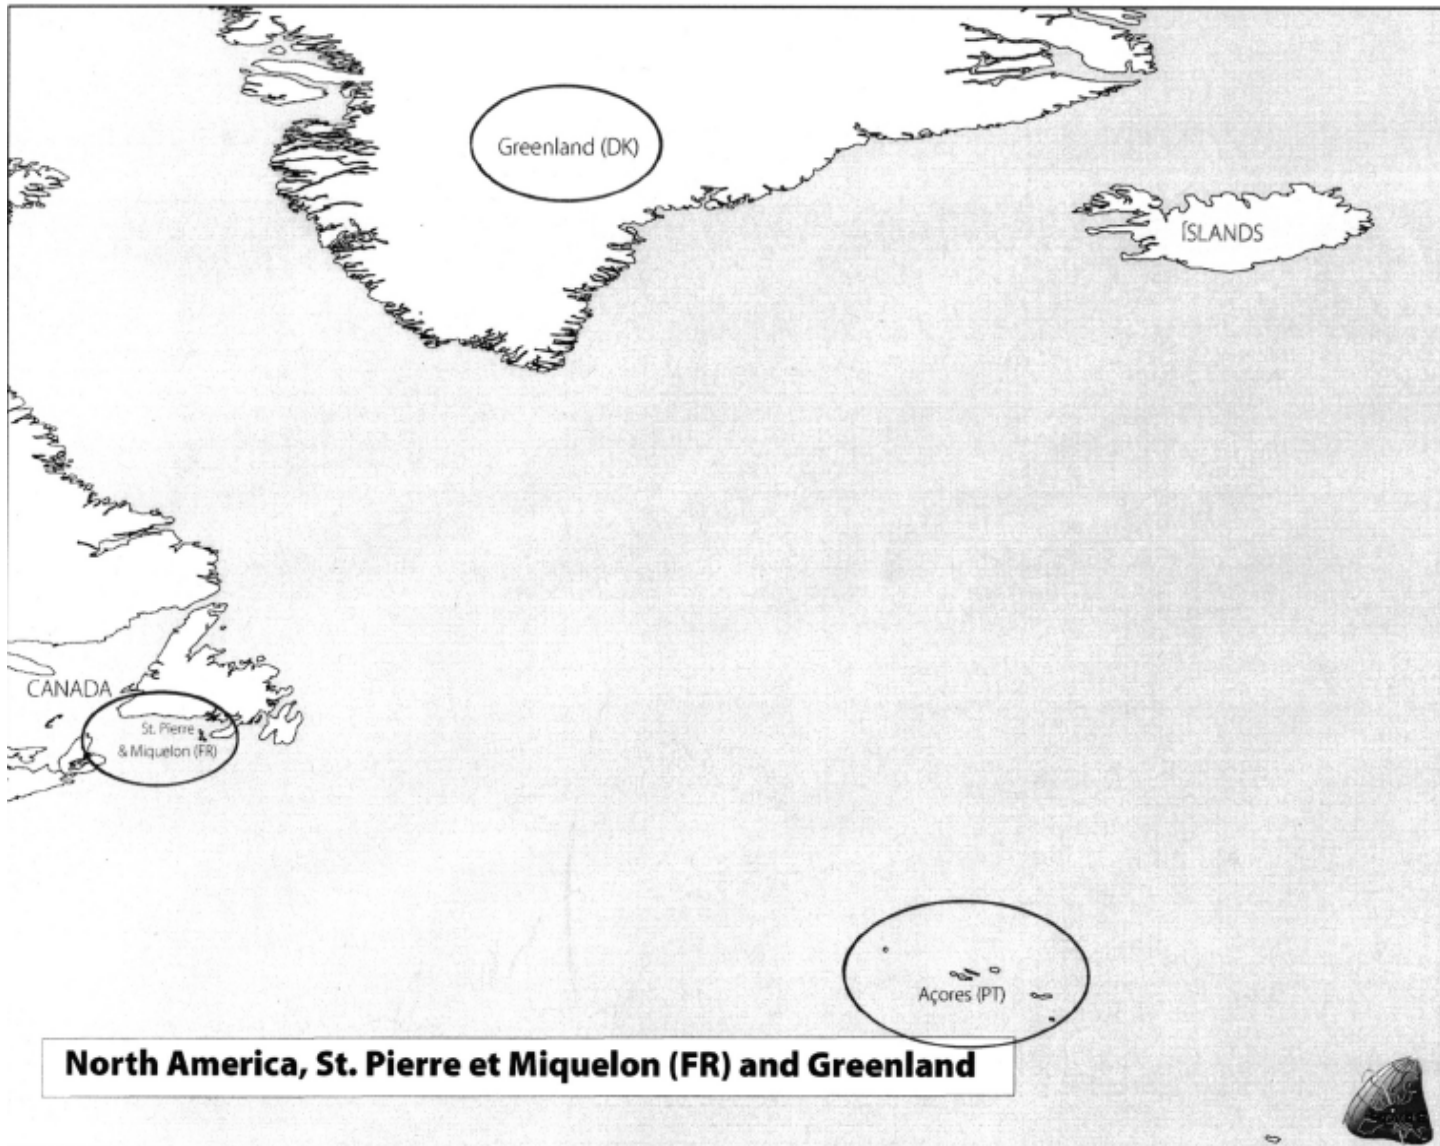 Greenland (DK)
ÍSLANDS
CANADA
St. Pierre
& Miquelon (FR)
Açores (PT)
North America, St. Pierre et Miquelon (FR) and Greenland